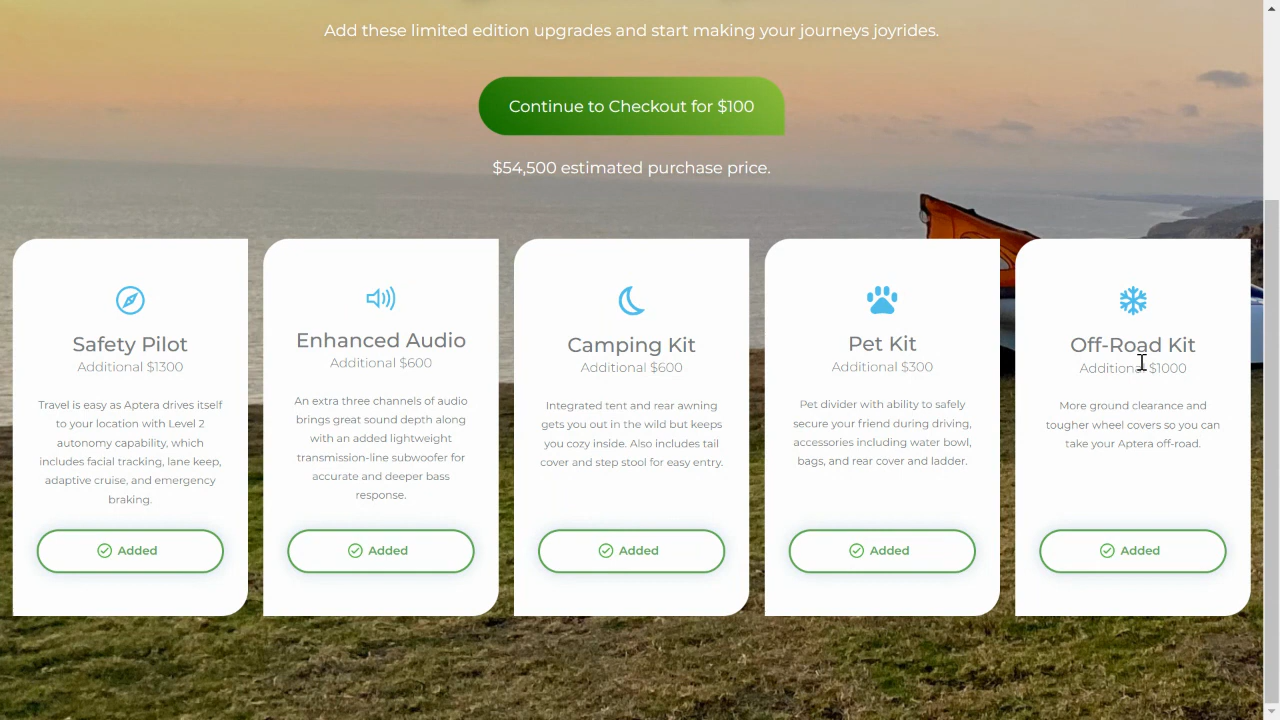 Add these limited edition upgrades and start making your journeys joyrides.
Continue to Checkout for $100
$54,500 estimated purchase price.
Safety Pilot
Additional $1300
Travel is easy as Aptera drives itself
to your location with Level 2
autonomy capability, which
includes facial tracking, lane keep,
adaptive cruise, and emergency
braking.
Added
Enhanced Audio
Additional $600
An extra three channels of audio
brings great sound depth along
with an added lightweight
transmission-line subwoofer for
accurate and deeper bass
response.
Added
Camping Kit
Additional $600
Integrated tent and rear awning
gets you out in the wild but keeps
you cozy inside. Also includes tail
cover and step stool for easy entry.
Added
Pet Kit
Additional $300
Pet divider with ability to safely
secure your friend during driving,
accessories including water bowl,
bags, and rear cover and ladder.
Added
Off-Road Kit
Additional $1000
More ground clearance and
tougher wheel covers so you can
take your Aptera off-road.
Added